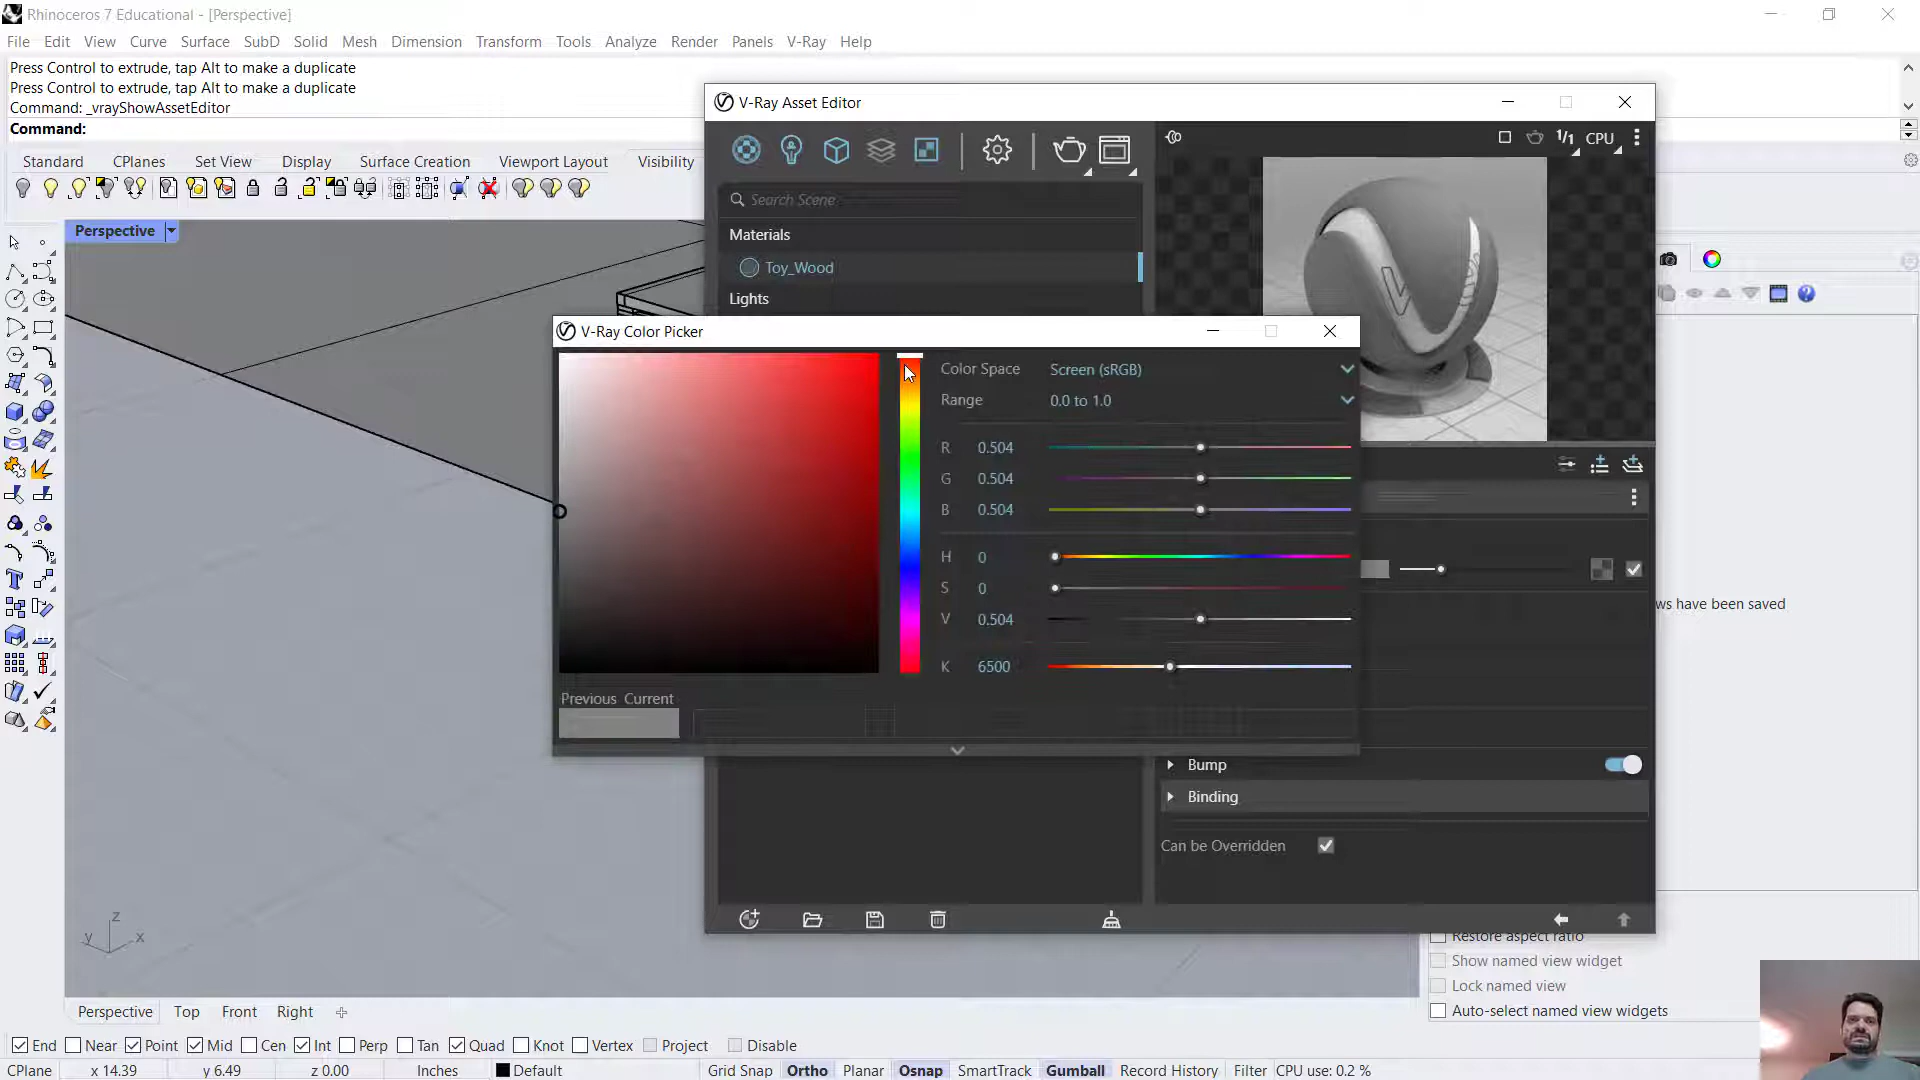 Rhinoceros 7 Educational - [Perspective]
File Edit View Curve Surface SubD Solid Mesh Dimension Transform Tools Analyze Render Panels V-Ray Help
Press Control to extrude, tap Alt to make a duplicate
Press Control to extrude, tap Alt to make a duplicate
Command: _vrayShowAssetEditor
Command:
Standard CPlanes Set View Display Surface Creation Viewport Layout Visibility
Perspective
V-Ray Asset Editor
1/1 CPU
Search Scene
Materials
Toy_Wood
Lights
V-Ray Color Picker
Color Space Screen (sRGB)
Range 0.0 to 1.0
R 0.504
G 0.504
B 0.504
H 0
S 0
V 0.504
K 6500
Previous Current
ws have been saved
Bump
Binding
Can be Overridden
Restore aspect ratio
Show named view widget
Lock named view
Auto-select named view widgets
z
y x
Perspective Top Front Right
End Near Point Mid Cen Int Perp Tan Quad Knot Vertex Project Disable
CPlane x 14.39 y 6.49 z 0.00 Inches Default Grid Snap Ortho Planar Osnap SmartTrack Gumball Record History Filter CPU use: 0.2 %